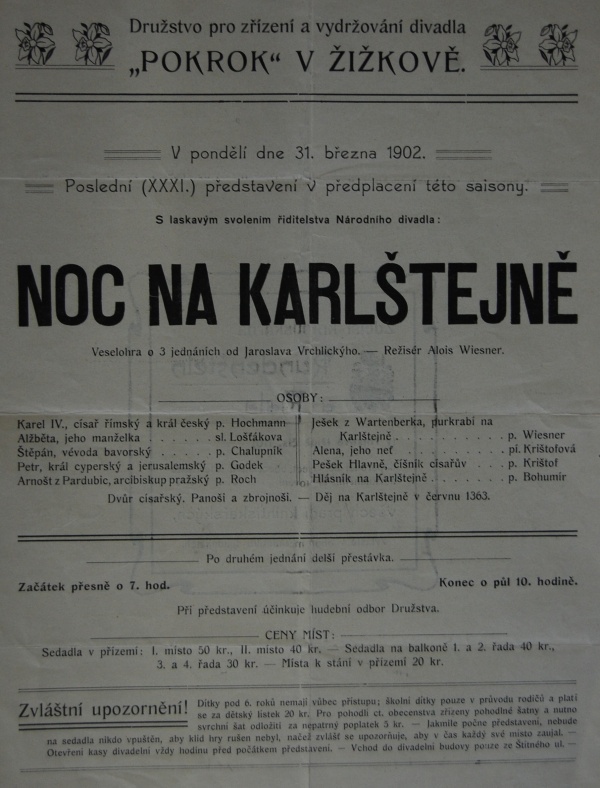 Družstvo pro zřízení a vydržování divadla
„POKROK“ V ŽIŽKOVĚ.
V pondělí dne 31. března 1902.
Poslední (XXXI.) představení v předplacení této saisony.
S laskavým svolením řiditelstva Národního divadla:
NOC NA KARLŠTEJNĚ
Veselohra o 3 jednáních od Jaroslava Vrchlickýho. — Režisér Alois Wiesner.
OSOBY:
Karel IV., císař římský a král český p. Hochmann
Alžběta, jeho manželka . . . . . . sl. Lošťákova
Štěpán, vévoda bavorský . . . . . p. Chalupník
Petr, král cyperský a jerusalemský p. Godek
Arnošt z Pardubic, arcibiskup pražský p. Roch
Ješek z Wartenberka, purkrabí na
Karlštejně . . . . . . . . . . p. Wiesner
Alena, jeho neť . . . . . . . . . pí. Krištofová
Pešek Hlavně, číšník císařův . . . p. Krištof
Hlásník na Karlštejně . . . . . . . p. Bohumír
Dvůr císařský. Panoši a zbrojnoši. — Děj na Karlštejně v červnu 1363.
Po druhém jednání delší přestávka.
Začátek přesně o 7. hod. Konec o půl 10. hodině.
Při představení účinkuje hudební odbor Družstva.
CENY MÍST:
Sedadla v přízemí: I. místo 50 kr., II. místo 40 kr. — Sedadla na balkoně 1. a 2. řada 40 kr.,
3. a 4. řada 30 kr. — Místa k stání v přízemí 20 kr.
Zvláštní upozornění!
Dítky pod 6. roků nemají vůbec přístupu; školní dítky pouze v průvodu rodičů a platí
se za dětský lístek 20 kr. Pro pohodlí ct. obecenstva zřízeny pohodlné šatny a nutno
svrchní šat odložiti za nepatrný poplatek 5 kr. — Jakmile počne představení, nebude
na sedadla nikdo vpuštěn, aby klid hry rušen nebyl, načež zvlášť se upozorňuje, aby v čas každý své místo zaujal. —
Otevření kasy divadelní vždy hodinu před počátkem představení. — Vchod do divadelní budovy pouze ze Štítného ul. —